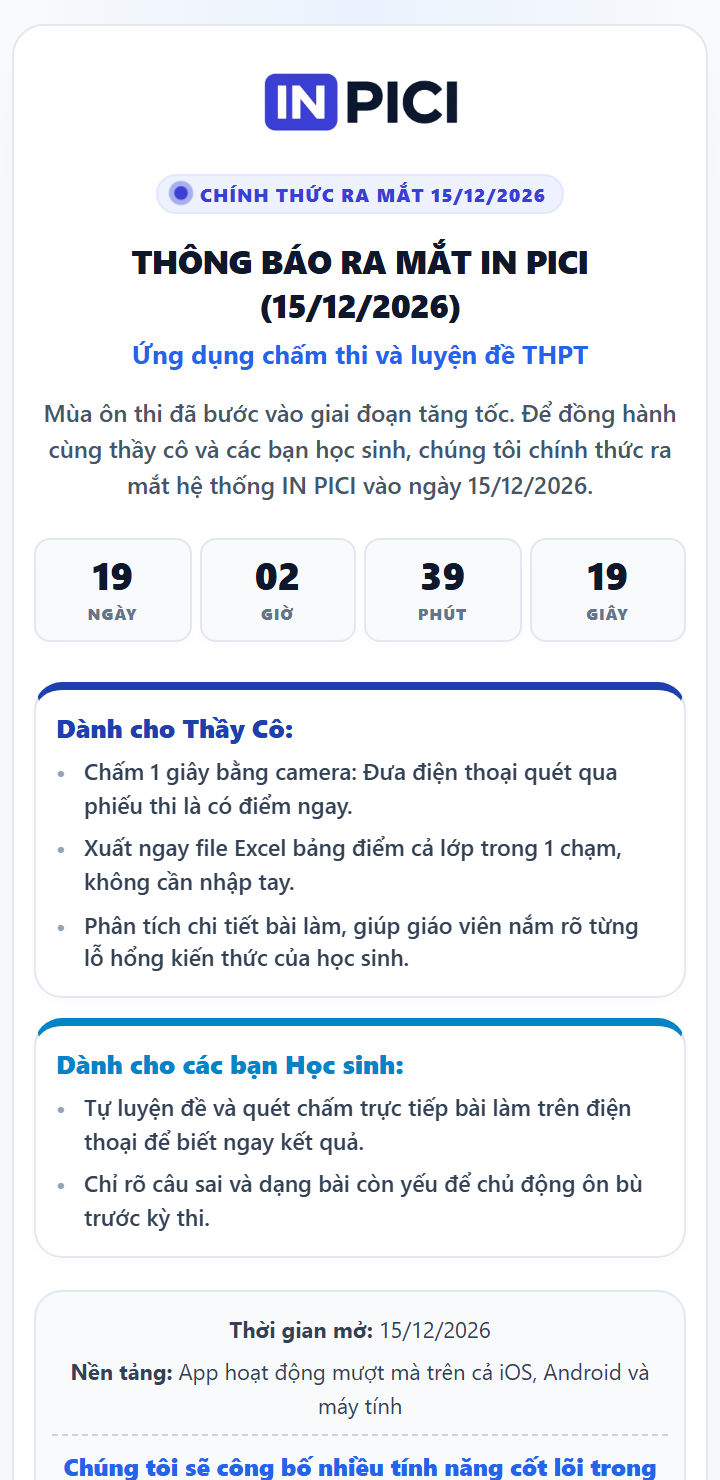 IN PICI
CHÍNH THỨC RA MẮT 15/12/2026
THÔNG BÁO RA MẮT IN PICI
(15/12/2026)
Ứng dụng chấm thi và luyện đề THPT
Mùa ôn thi đã bước vào giai đoạn tăng tốc. Để đồng hành
cùng thầy cô và các bạn học sinh, chúng tôi chính thức ra
mắt hệ thống IN PICI vào ngày 15/12/2026.
19 02 39 19
NGÀY GIỜ PHÚT GIÂY
Dành cho Thầy Cô:
• Chấm 1 giây bằng camera: Đưa điện thoại quét qua
phiếu thi là có điểm ngay.
• Xuất ngay file Excel bảng điểm cả lớp trong 1 chạm,
không cần nhập tay.
• Phân tích chi tiết bài làm, giúp giáo viên nắm rõ từng
lỗ hổng kiến thức của học sinh.
Dành cho các bạn Học sinh:
• Tự luyện đề và quét chấm trực tiếp bài làm trên điện
thoại để biết ngay kết quả.
• Chỉ rõ câu sai và dạng bài còn yếu để chủ động ôn bù
trước kỳ thi.
Thời gian mở: 15/12/2026
Nền tảng: App hoạt động mượt mà trên cả iOS, Android và
máy tính
Chúng tôi sẽ công bố nhiều tính năng cốt lõi trong